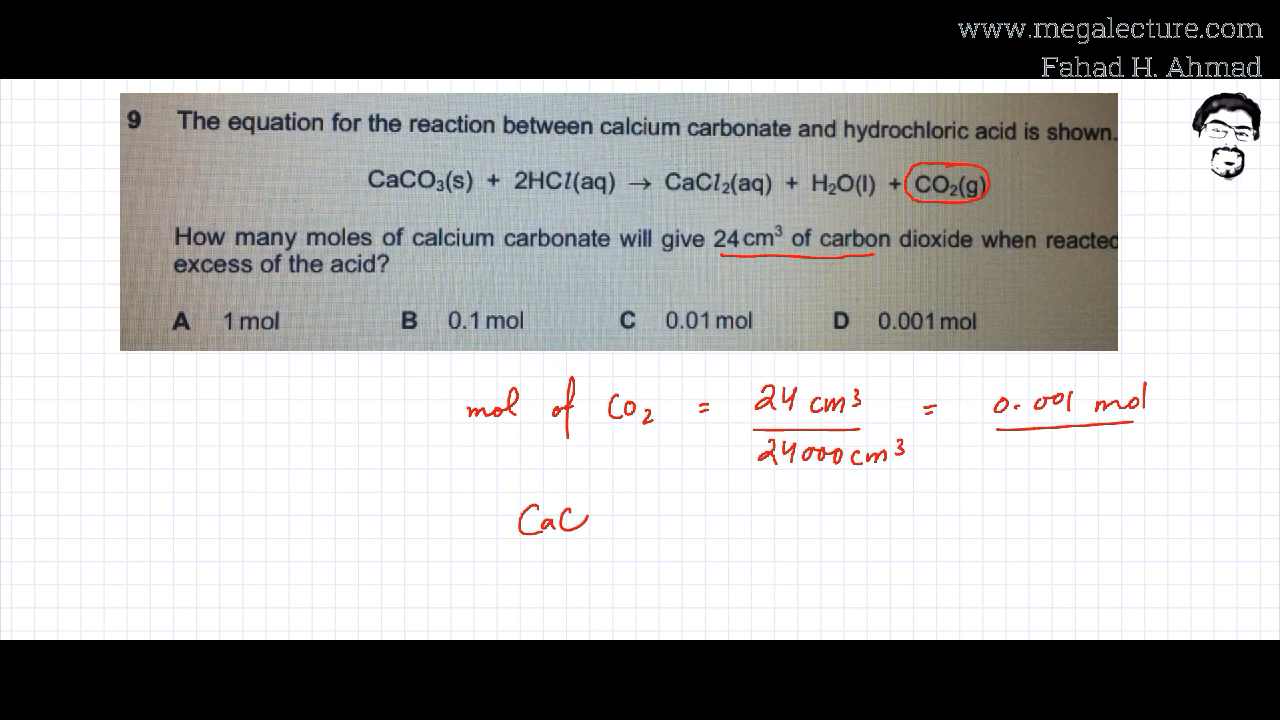 www.megalecture.com
Fahad H. Ahmad
9 The equation for the reaction between calcium carbonate and hydrochloric acid is shown.
CaCO₃(s) + 2HCl(aq) → CaCl₂(aq) + H₂O(l) + CO₂(g)
How many moles of calcium carbonate will give 24 cm³ of carbon dioxide when reacted
excess of the acid?
A 1 mol B 0.1 mol C 0.01 mol D 0.001 mol
mol of CO₂ = 24 cm³ = 0.001 mol
24000 cm³
CaC